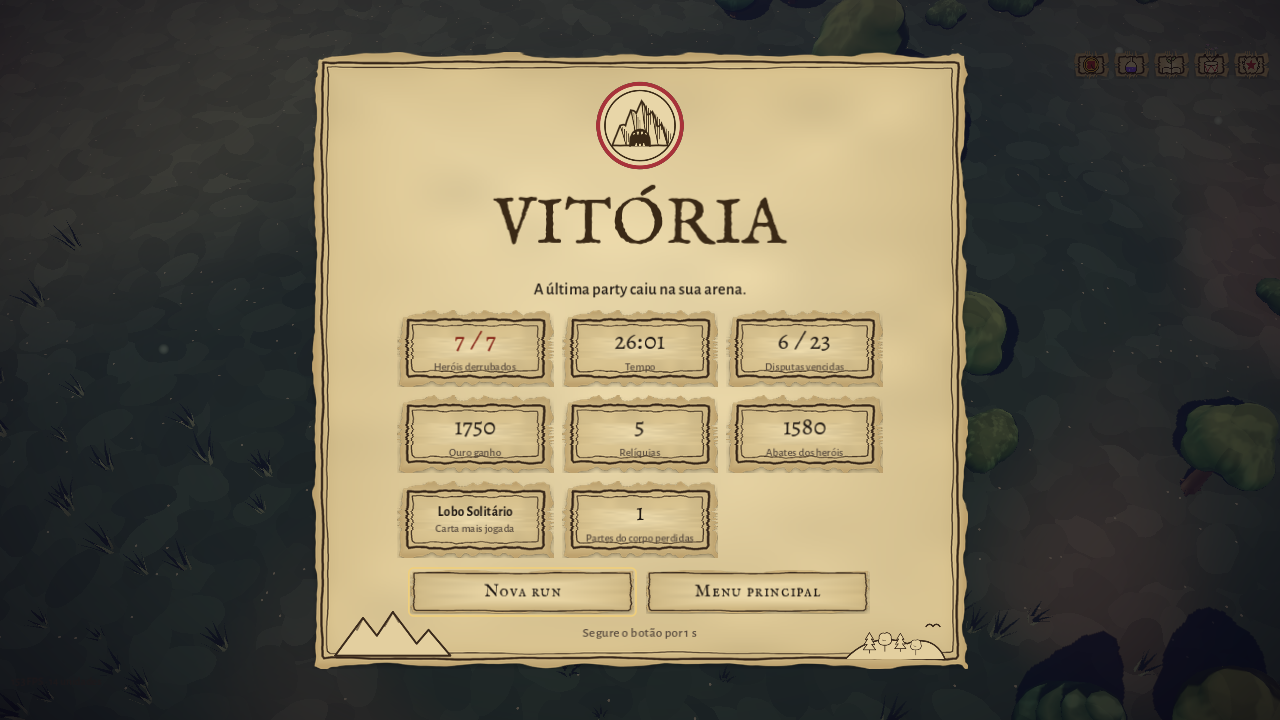 VITÓRIA
A última party caiu na sua arena.
7 / 7
Heróis derrubados
26:01
Tempo
6 / 23
Disputas vencidas
1750
Ouro ganho
5
Relíquias
1580
Abates dos heróis
Lobo Solitário
Carta mais jogada
1
Partes do corpo perdidas
Nova run
Menu principal
Segure o botão por 1 s